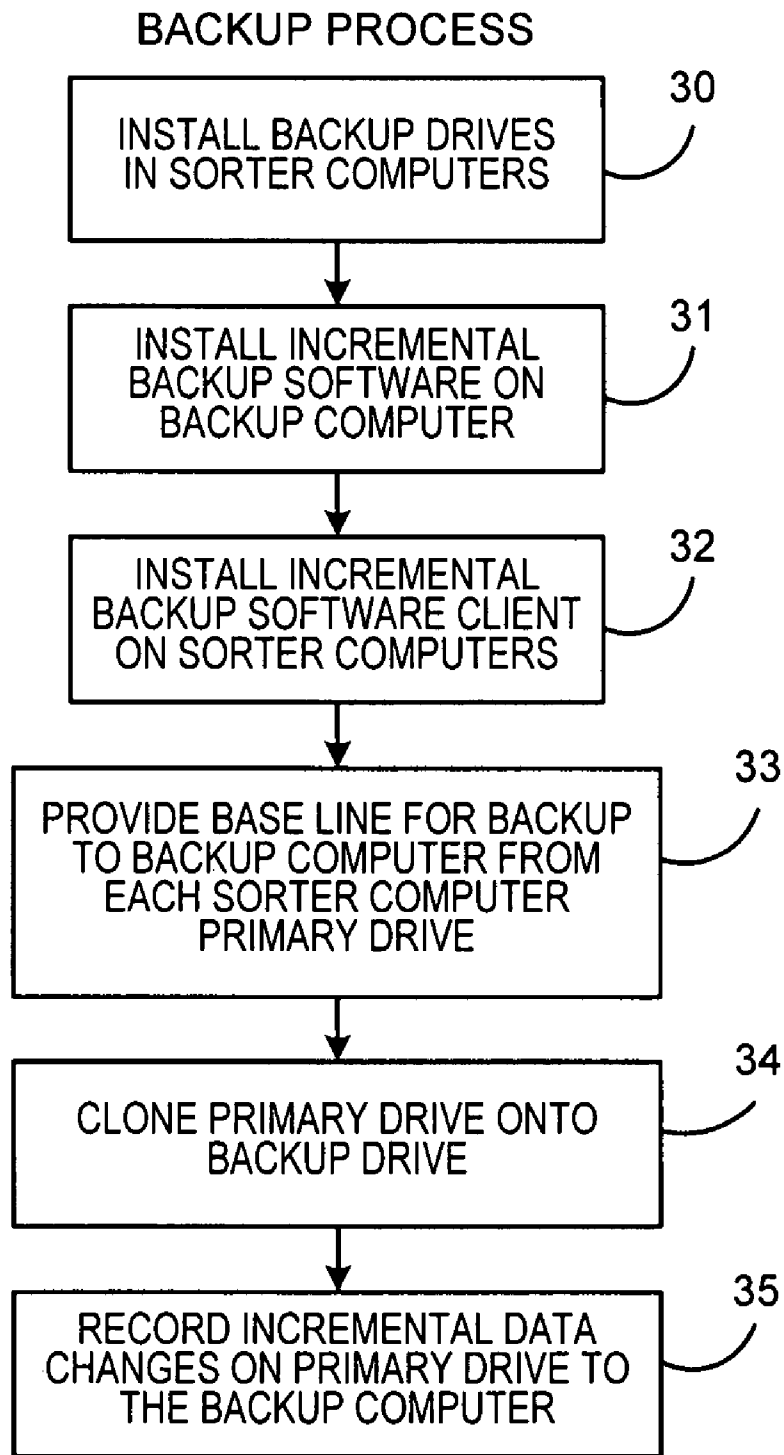 BACKUP PROCESS
30
INSTALL BACKUP DRIVES
IN SORTER COMPUTERS
31
INSTALL INCREMENTAL
BACKUP SOFTWARE ON
BACKUP COMPUTER
32
INSTALL INCREMENTAL
BACKUP SOFTWARE CLIENT
ON SORTER COMPUTERS
33
PROVIDE BASE LINE FOR BACKUP
TO BACKUP COMPUTER FROM
EACH SORTER COMPUTER
PRIMARY DRIVE
34
CLONE PRIMARY DRIVE ONTO
BACKUP DRIVE
35
RECORD INCREMENTAL DATA
CHANGES ON PRIMARY DRIVE TO
THE BACKUP COMPUTER